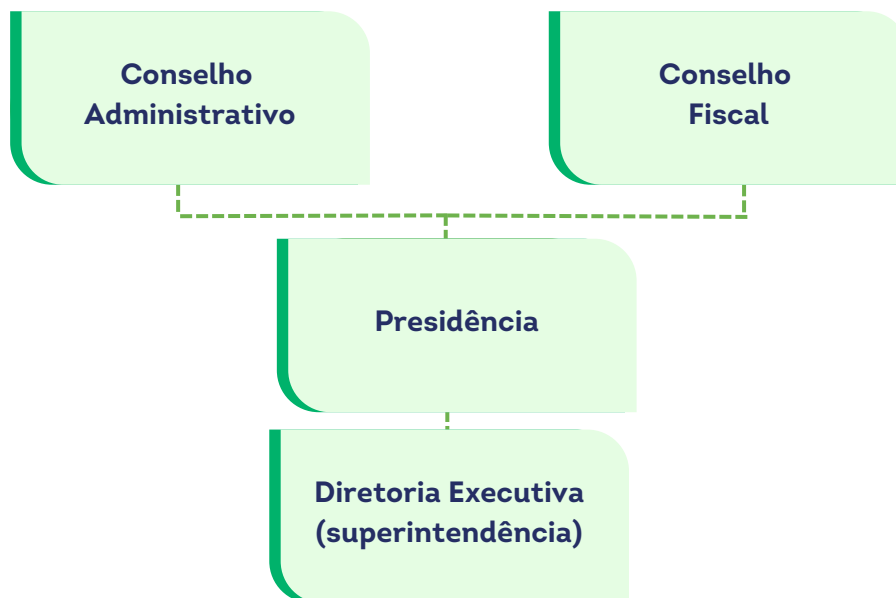 Conselho
Administrativo
Conselho
Fiscal
Presidência
Diretoria Executiva
(superintendência)